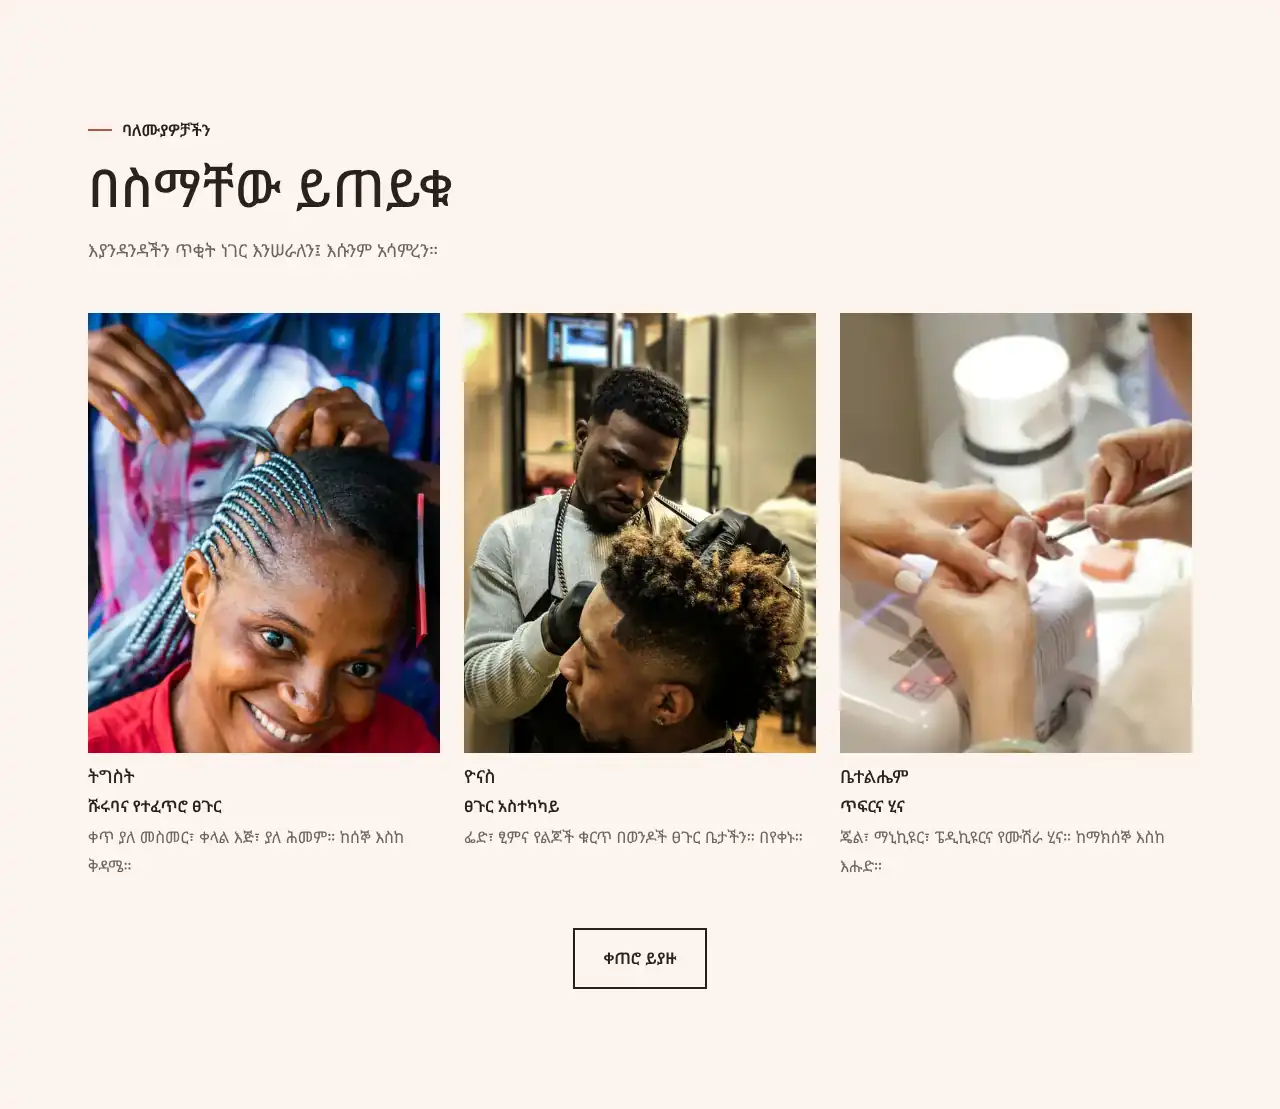 ባለሙያዎቻችን
በስማቸው ይጠይቁ
እያንዳንዳችን ጥቂት ነገር እንሠራለን፤ እሱንም አሳምረን።
ትግስት
ሹሩባና የተፈጥሮ ፀጉር
ቀጥ ያለ መስመር፣ ቀላል እጅ፣ ያለ ሕመም። ከሰኞ እስከ
ቅዳሜ።
ዮናስ
ፀጉር አስተካካይ
ፌድ፣ ፂምና የልጆች ቁርጥ በወንዶች ፀጉር ቤታችን። በየቀኑ።
ቤተልሔም
ጥፍርና ሂና
ጄል፣ ማኒኪዩር፣ ፔዲኪዩርና የሙሽራ ሂና። ከማክሰኞ እስከ
እሑድ።
ቀጠሮ ይያዙ